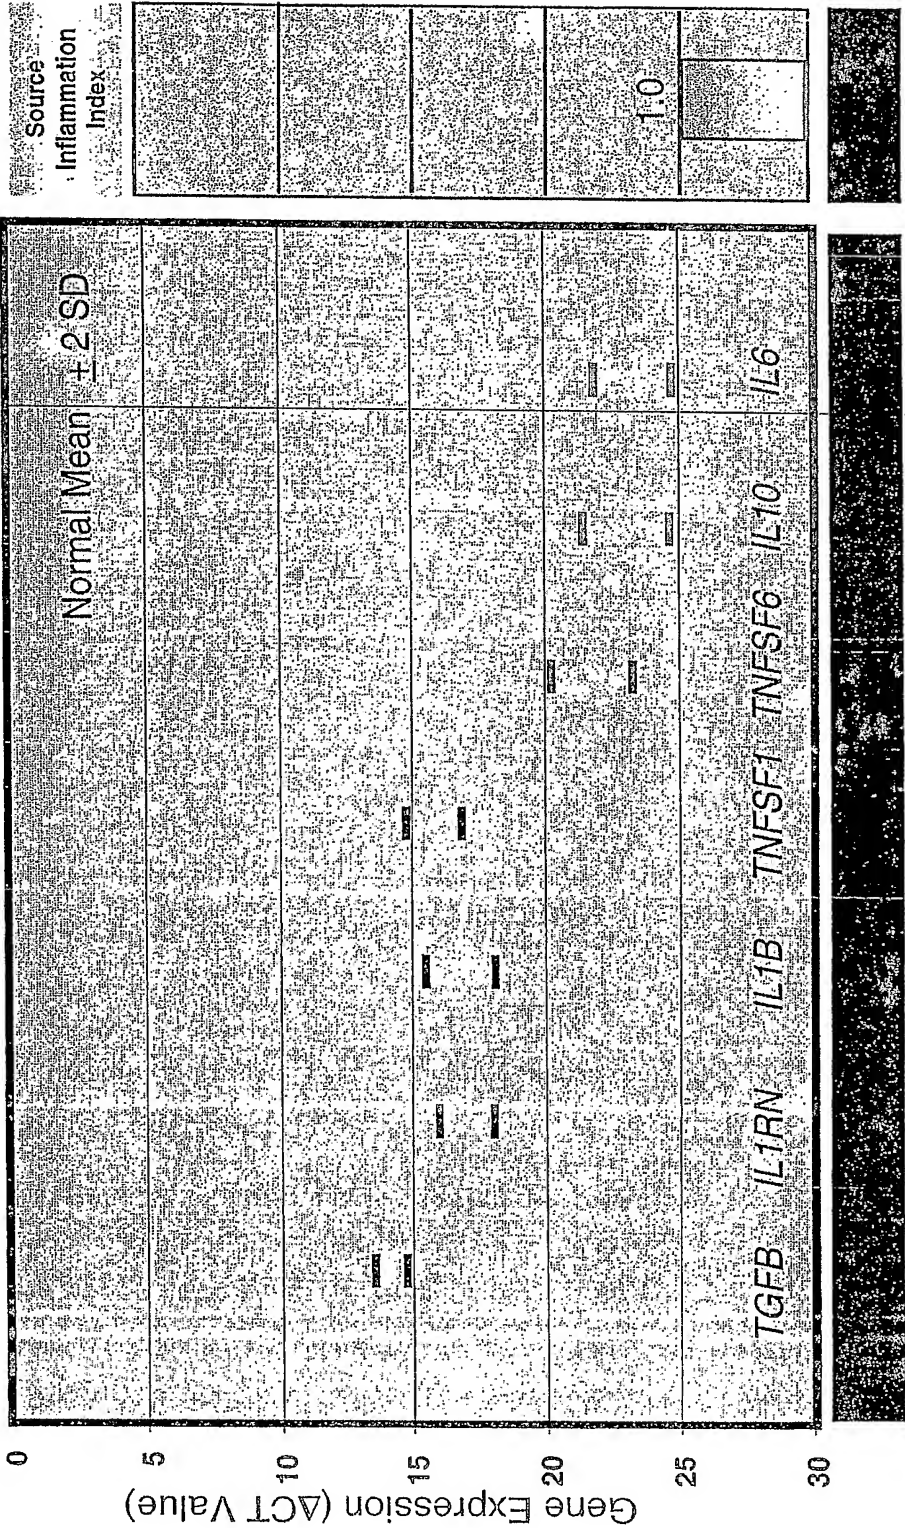 Normal Mean ± 2 SD
Source
Inflammation
Index
0
5
10
15
20
25
30
Gene Expression (ΔCT Value)
1.0
TGFB IL1RN IL1B TNFSF1 TNFSF6 IL10 IL6